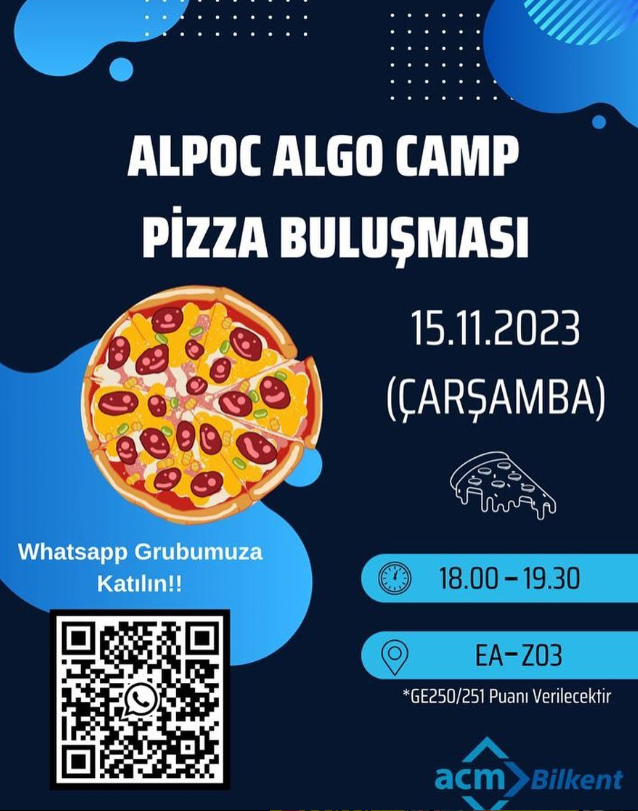 ALPOC ALGO CAMP
PİZZA BULUŞMASI
15.11.2023
(ÇARŞAMBA)
Whatsapp Grubumuza
Katılın!!
18.00 – 19.30
EA – Z03
*GE250/251 Puanı Verilecektir
acm Bilkent